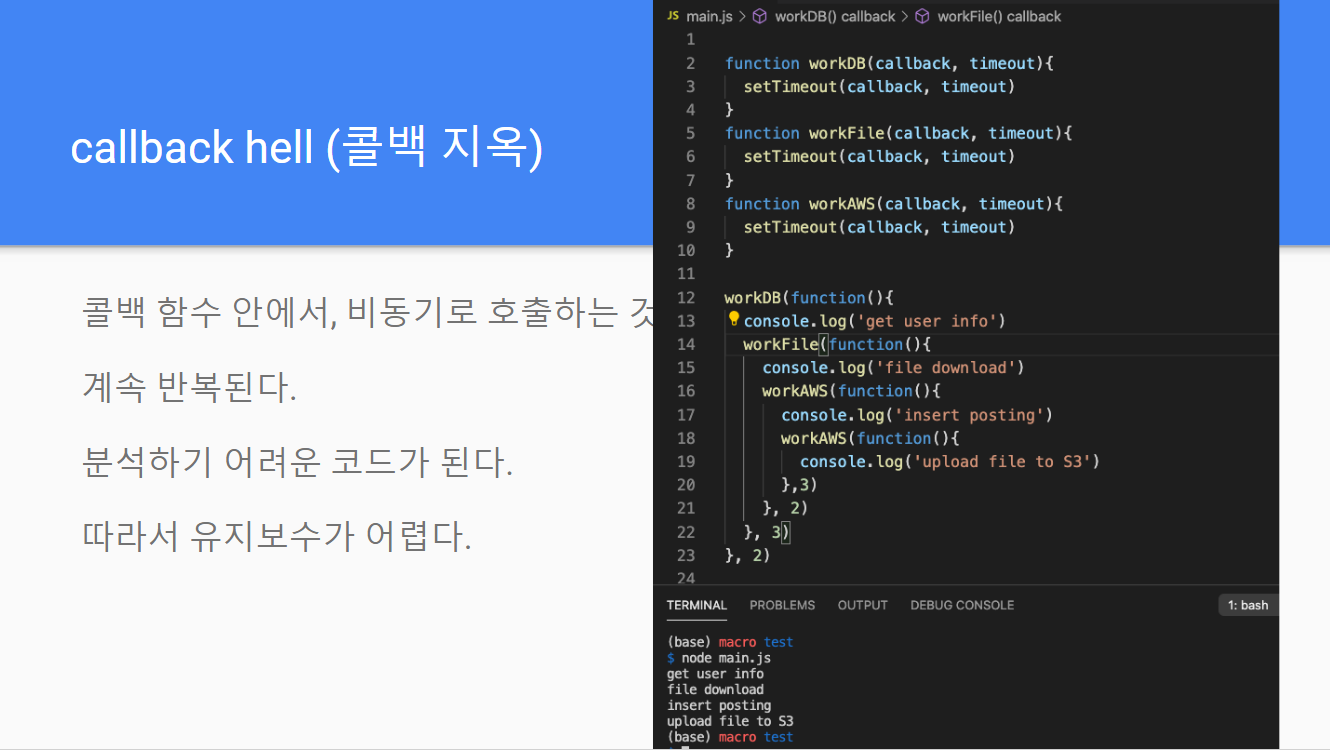 callback hell (콜백 지옥)
콜백 함수 안에서, 비동기로 호출하는 것
계속 반복된다.
분석하기 어려운 코드가 된다.
따라서 유지보수가 어렵다.
JS main.js > workDB() callback > workFile() callback
1
2 function workDB(callback, timeout){
3 setTimeout(callback, timeout)
4 }
5 function workFile(callback, timeout){
6 setTimeout(callback, timeout)
7 }
8 function workAWS(callback, timeout){
9 setTimeout(callback, timeout)
10 }
11
12 workDB(function(){
13 console.log('get user info')
14 workFile(function(){
15 console.log('file download')
16 workAWS(function(){
17 console.log('insert posting')
18 workAWS(function(){
19 console.log('upload file to S3')
20 },3)
21 }, 2)
22 }, 3)
23 }, 2)
24
TERMINAL PROBLEMS OUTPUT DEBUG CONSOLE 1: bash
(base) macro test
$ node main.js
get user info
file download
insert posting
upload file to S3
(base) macro test
$